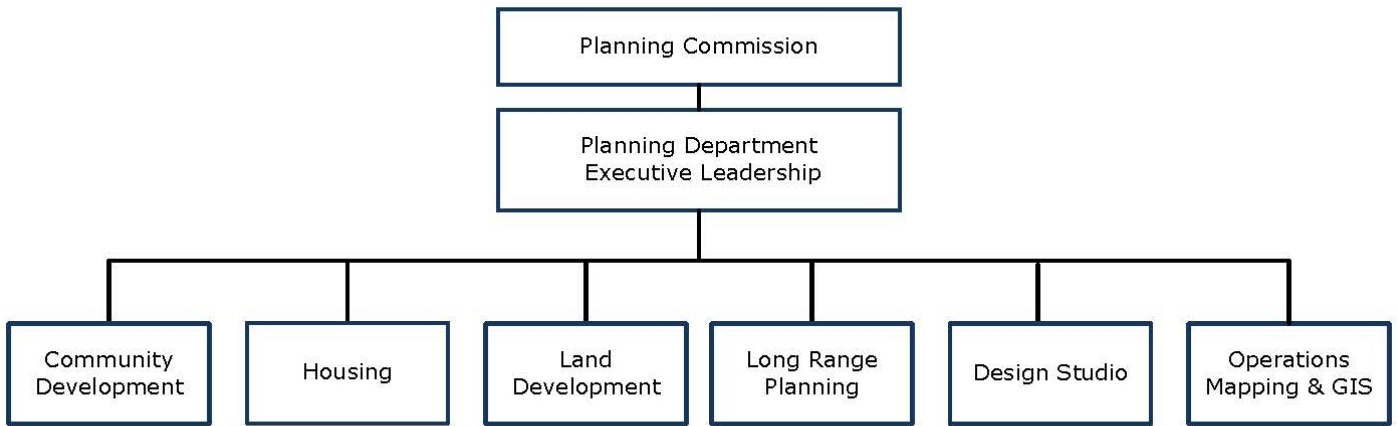 Planning Commission
Planning Department
Executive Leadership
Community
Development
Housing
Land
Development
Long Range
Planning
Design Studio
Operations
Mapping & GIS